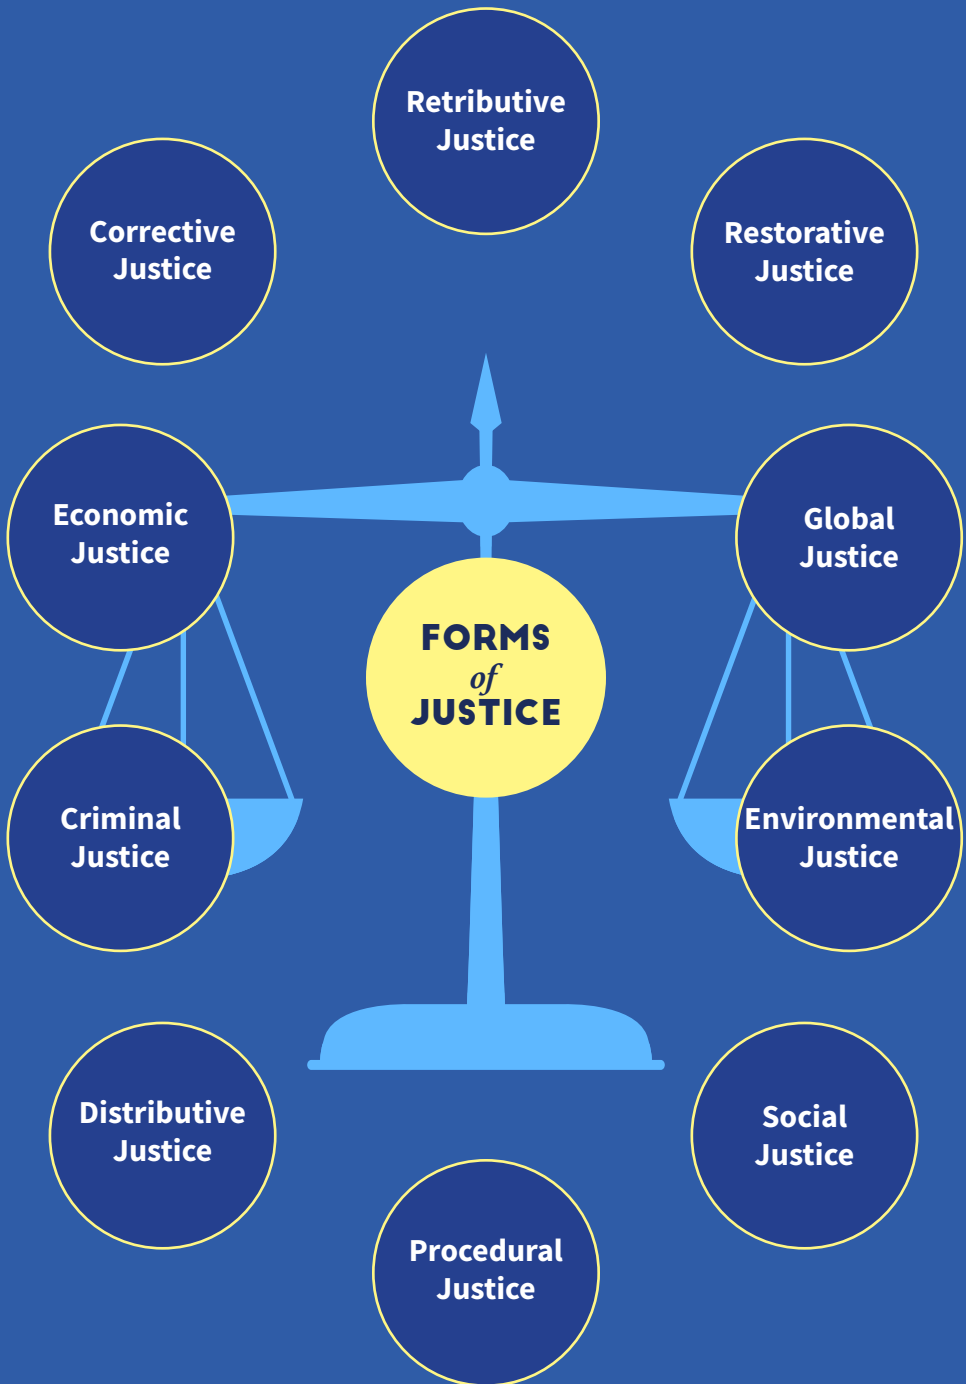 Retributive
Justice
Corrective
Justice
Restorative
Justice
Economic
Justice
Global
Justice
FORMS
of
JUSTICE
Criminal
Justice
Environmental
Justice
Distributive
Justice
Social
Justice
Procedural
Justice